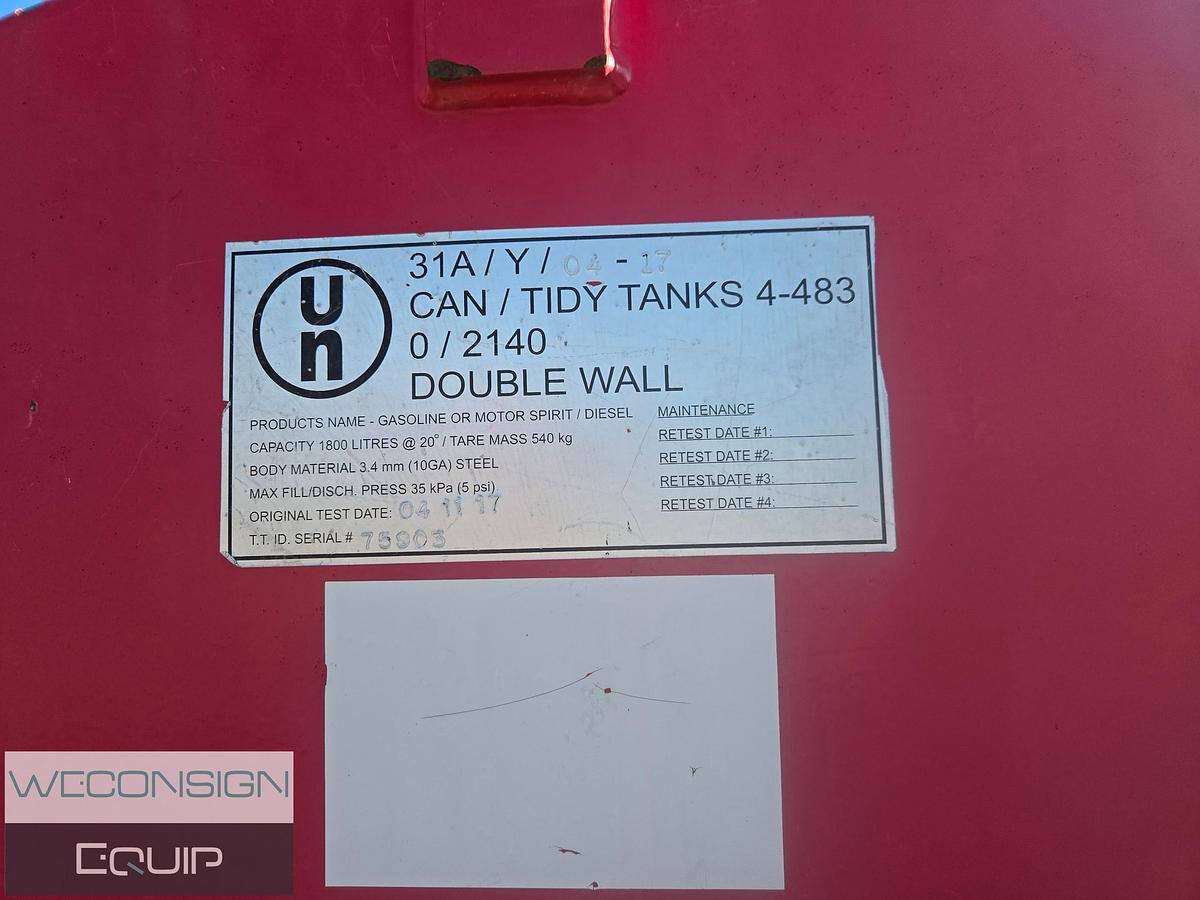 un
31A / Y / 04 - 17
CAN / TIDY TANKS 4-483
0 / 2140
DOUBLE WALL
PRODUCTS NAME - GASOLINE OR MOTOR SPIRIT / DIESEL
CAPACITY 1800 LITRES @ 20° / TARE MASS 540 kg
BODY MATERIAL 3.4 mm (10GA) STEEL
MAX FILL/DISCH. PRESS 35 kPa (5 psi)
ORIGINAL TEST DATE: 04 11 17
T.T. ID. SERIAL # 75903
MAINTENANCE
RETEST DATE #1:
RETEST DATE #2:
RETEST DATE #3:
RETEST DATE #4:
WECONSIGN
EQUIP